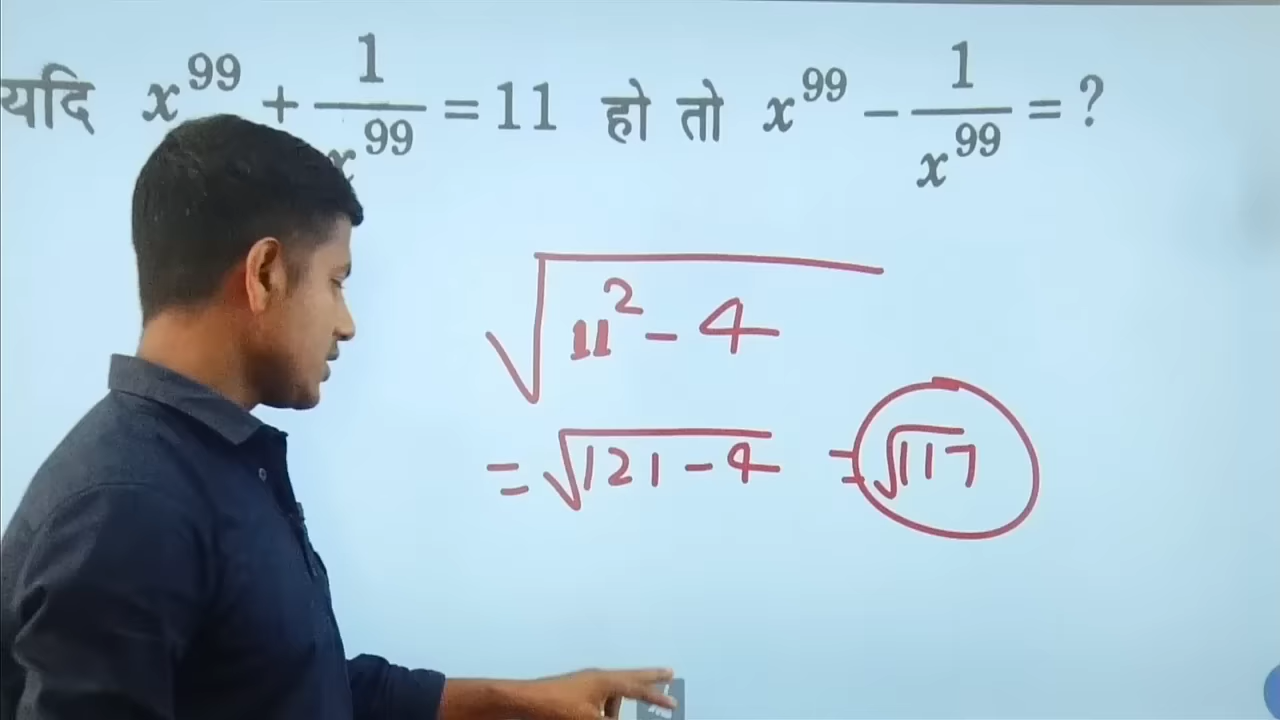 यदि x^99 + 1/x^99 = 11 हो तो x^99 − 1/x^99 = ?
√(11² − 4)
= √(121 − 4) = √117